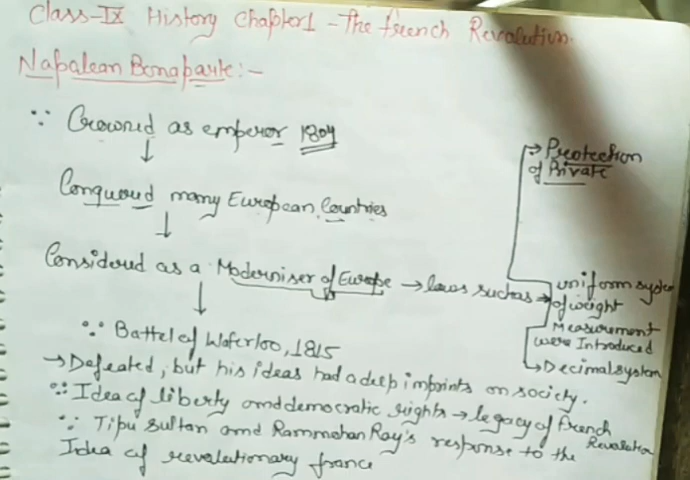 Class-IX History Chapter1 - The French Revolution.
Napalean Bonaparte:-
∵ Crowned as emperor 1804
↓
Conquored many European Countries
↓
Considered as a Moderniser of Europe → laws such as →
↓
→ Protection
of Private
uniform system
of weight
Measurement
were Introduced
→ Decimal system
∵ Battel of Waterloo, 1815
→ Defeated, but his ideas had a deep imprints on society.
∵ Idea of liberty and democratic rights → legacy of French
Revolution
∵ Tipu Sultan and Rammohan Ray's response to the
Idea of revolutionary france